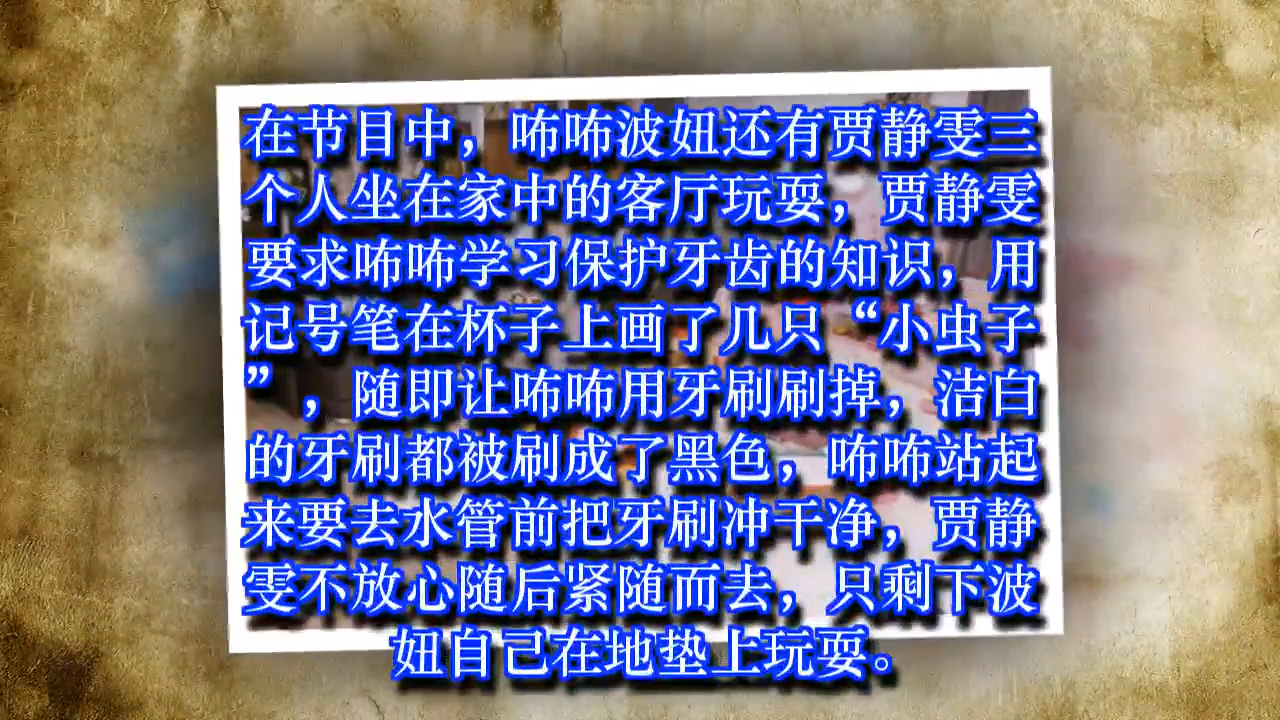 在节目中，咘咘波妞还有贾静雯三
个人坐在家中的客厅玩耍，贾静雯
要求咘咘学习保护牙齿的知识，用
记号笔在杯子上画了几只“小虫子
”，随即让咘咘用牙刷刷掉，洁白
的牙刷都被刷成了黑色，咘咘站起
来要去水管前把牙刷冲干净，贾静
雯不放心随后紧随而去，只剩下波
妞自己在地垫上玩耍。